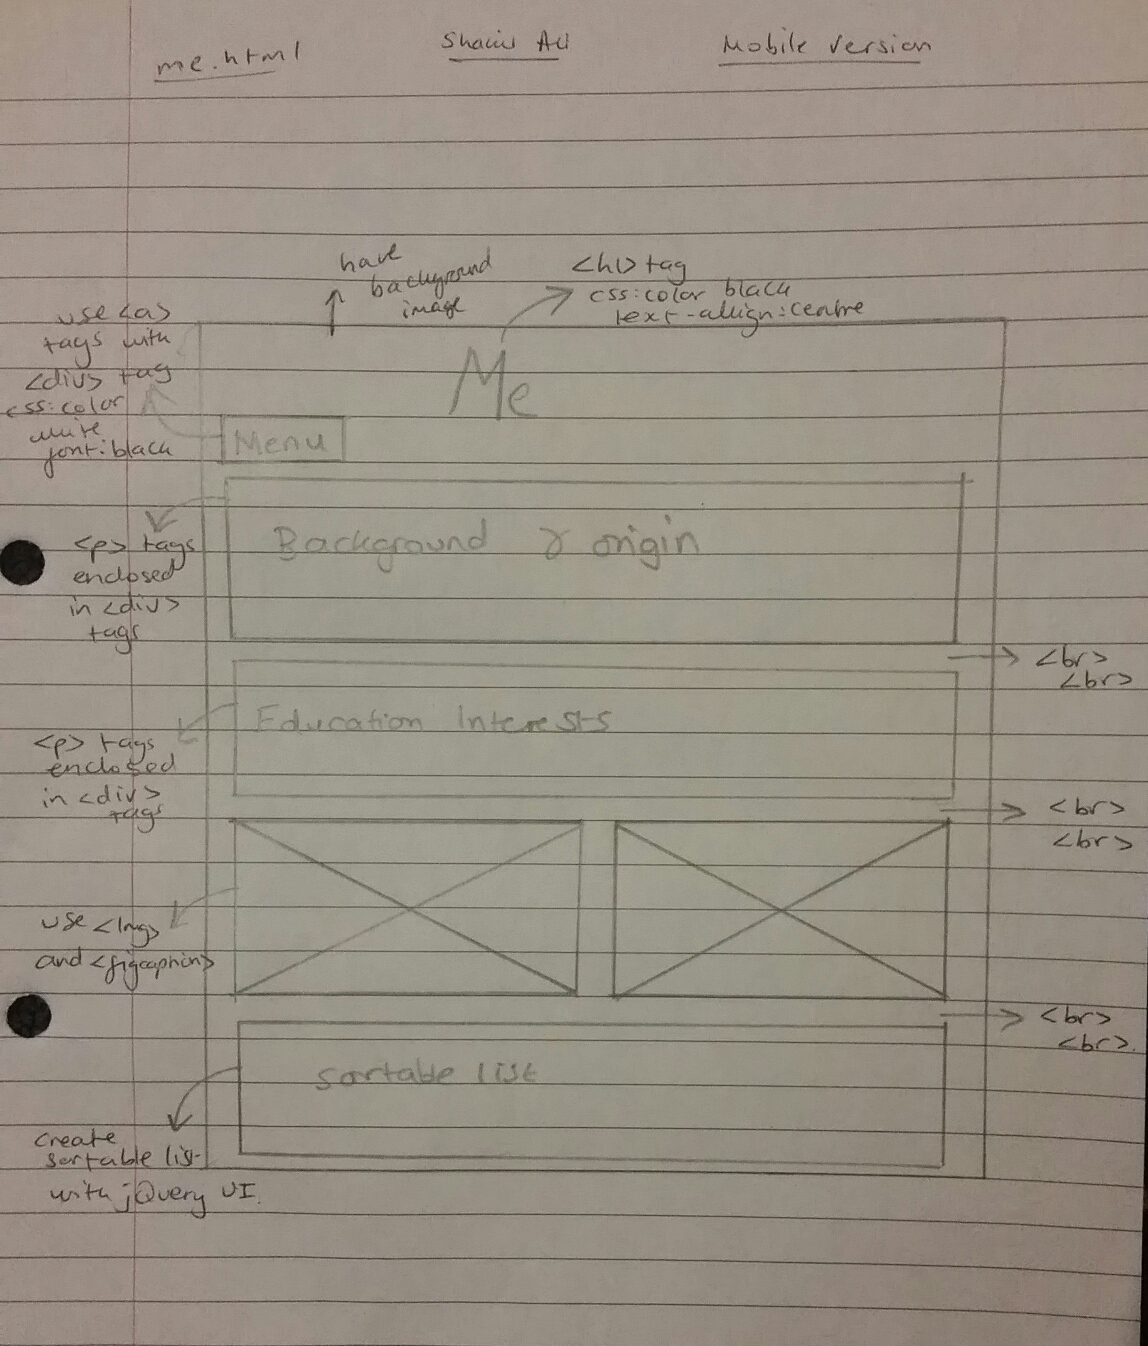 me.html
Ali
Mobile version
have
background
image
<h1> tag
css:color black
text-allign:centre
use <a>
tags with
<div> tag
css:color
white
font:black
Me
Menu
Background & origin
<p> tags
enclosed
in <div>
tags
<br>
<br>
Education Interests
<p> tags
enclosed
in <div>
tags
<br>
<br>
use <img>
and <figcaption>
<br>
<br>
Sortable list
create
sortable list
with jQuery UI.